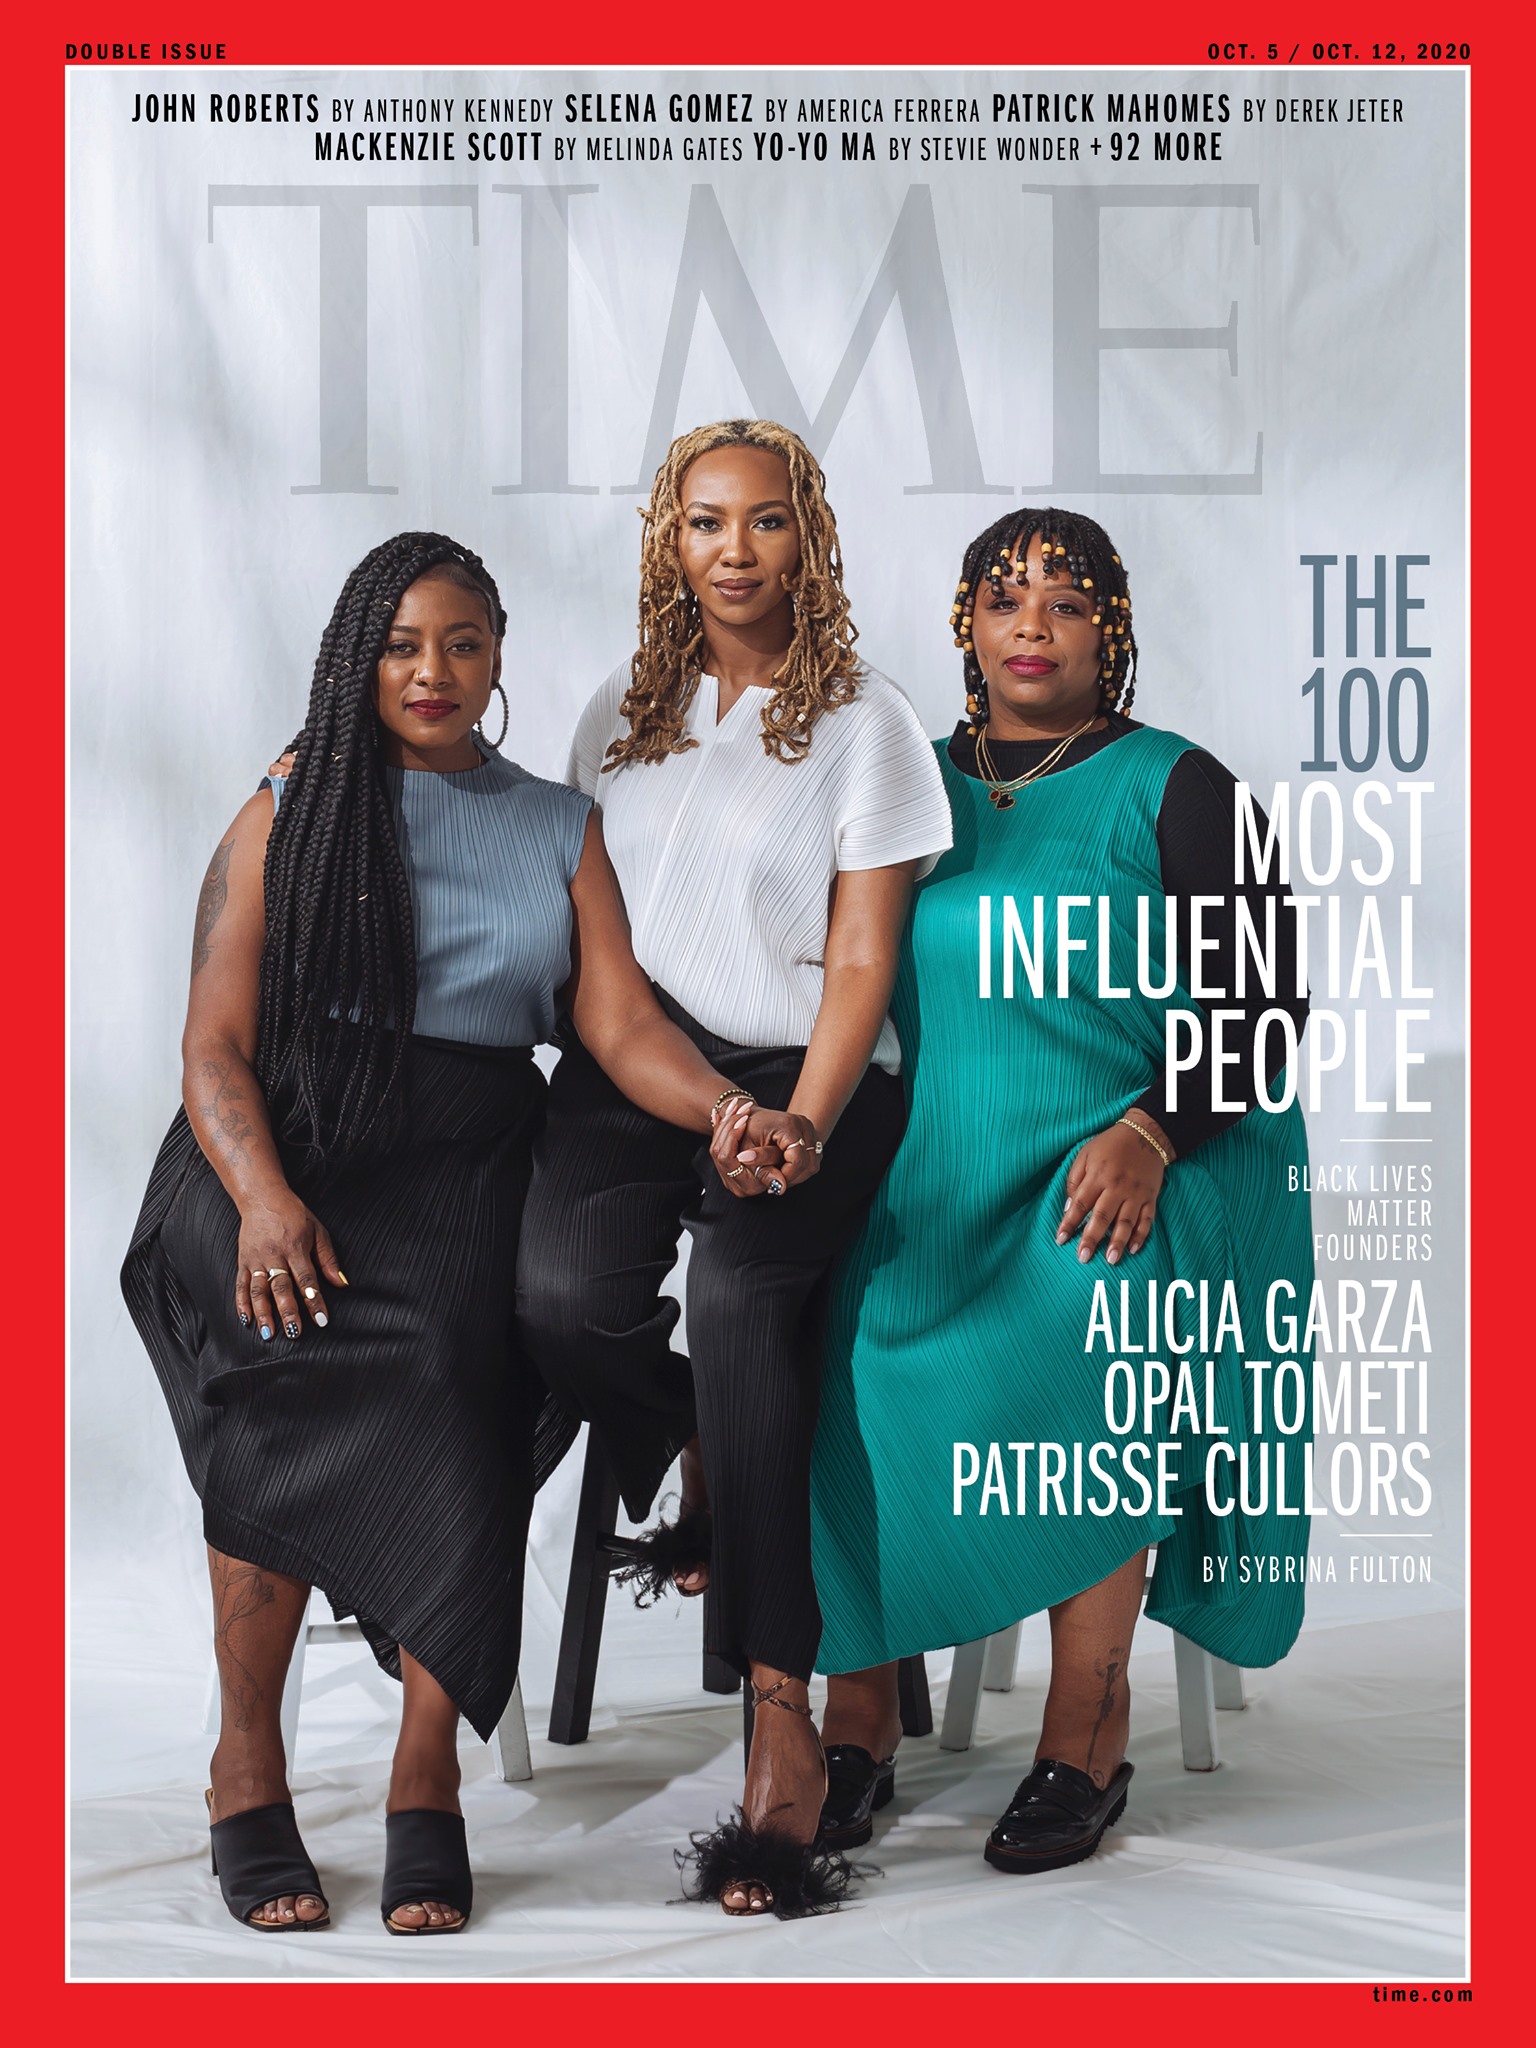 DOUBLE ISSUE
OCT. 5 / OCT. 12, 2020
JOHN ROBERTS BY ANTHONY KENNEDY SELENA GOMEZ BY AMERICA FERRERA PATRICK MAHOMES BY DEREK JETER
MACKENZIE SCOTT BY MELINDA GATES YO-YO MA BY STEVIE WONDER + 92 MORE
TIME
THE
100
MOST
INFLUENTIAL
PEOPLE
BLACK LIVES
MATTER
FOUNDERS
ALICIA GARZA
OPAL TOMETI
PATRISSE CULLORS
BY SYBRINA FULTON
time.com